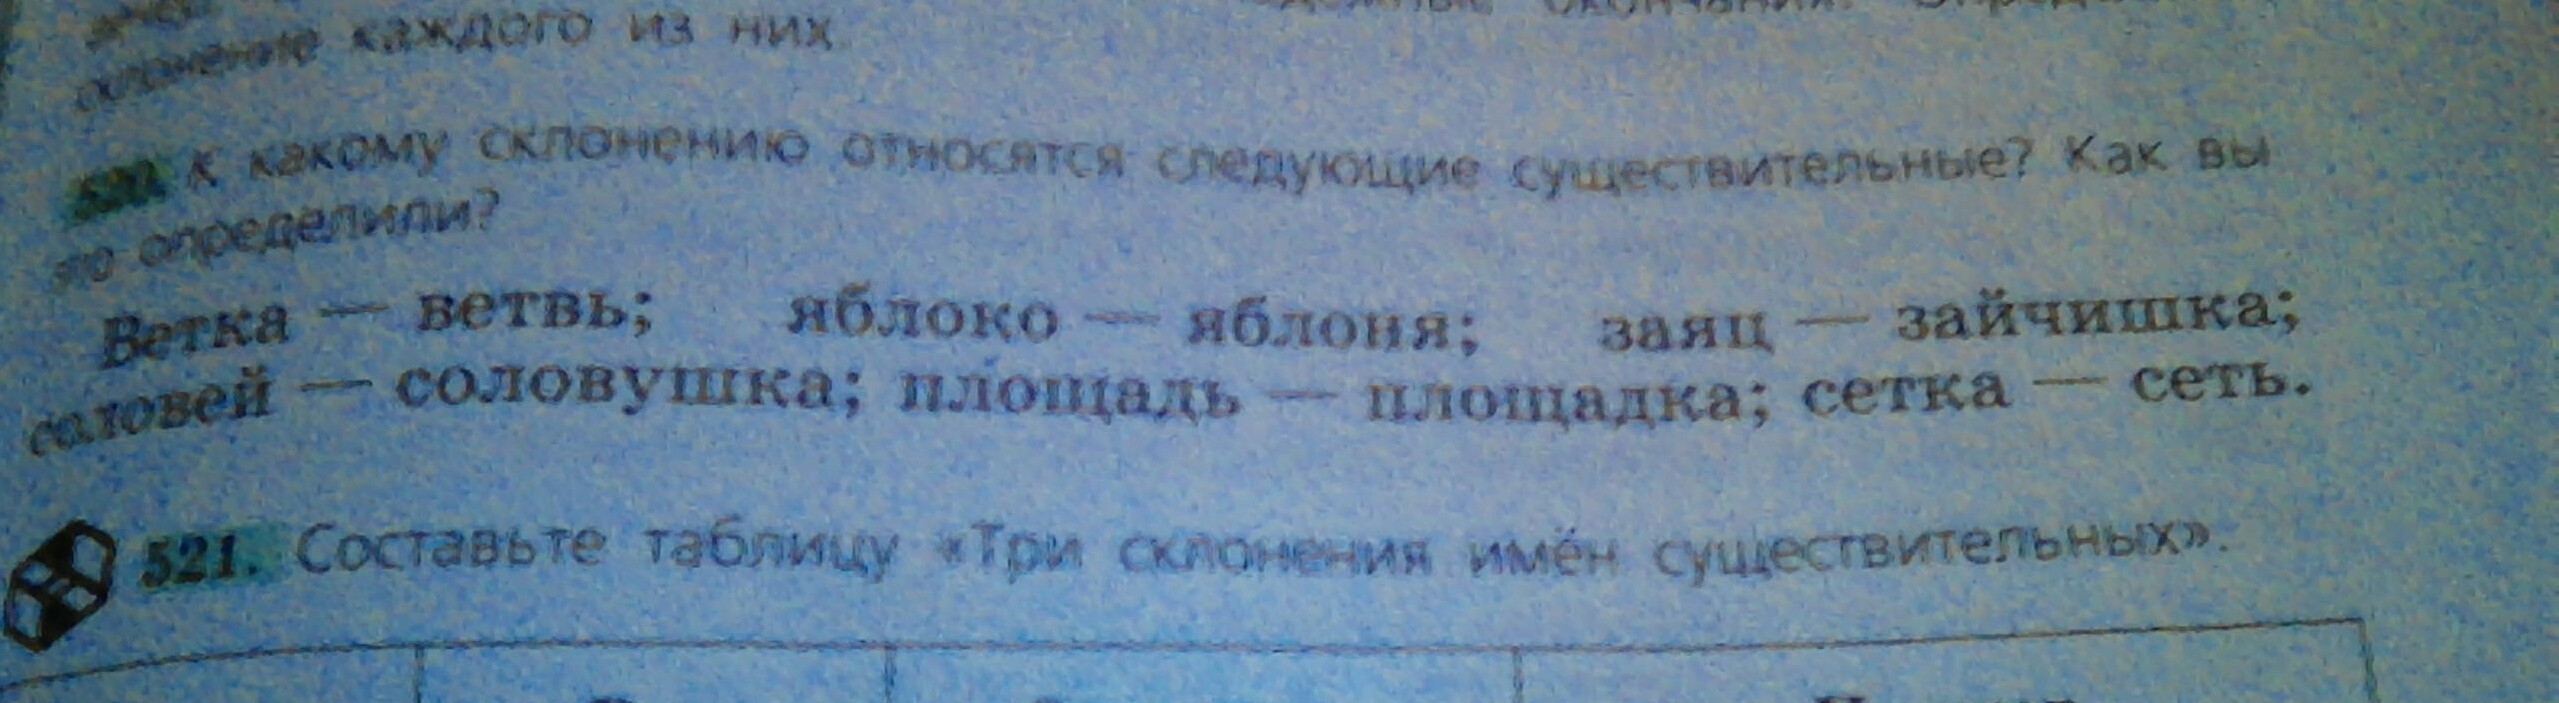 склонение каждого из них
520. К какому склонению относятся следующие существительные? Как вы
это определили?
Ветка — ветвь; яблоко — яблоня; заяц — зайчишка;
соловей — соловушка; площадь — площадка; сетка — сеть.
521. Составьте таблицу «Три склонения имён существительных».